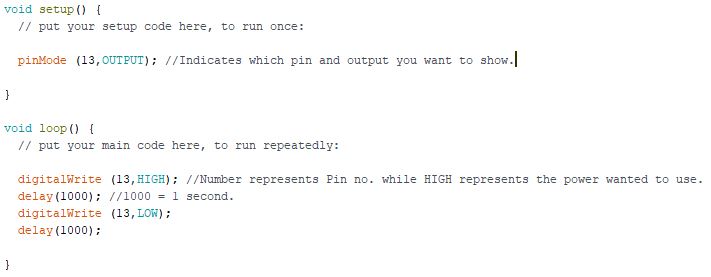 void setup() {
  // put your setup code here, to run once:
  pinMode (13,OUTPUT); //Indicates which pin and output you want to show.
}
void loop() {
  // put your main code here, to run repeatedly:
  digitalWrite (13,HIGH); //Number represents Pin no. while HIGH represents the power wanted to use.
  delay(1000); //1000 = 1 second.
  digitalWrite (13,LOW);
  delay(1000);
}